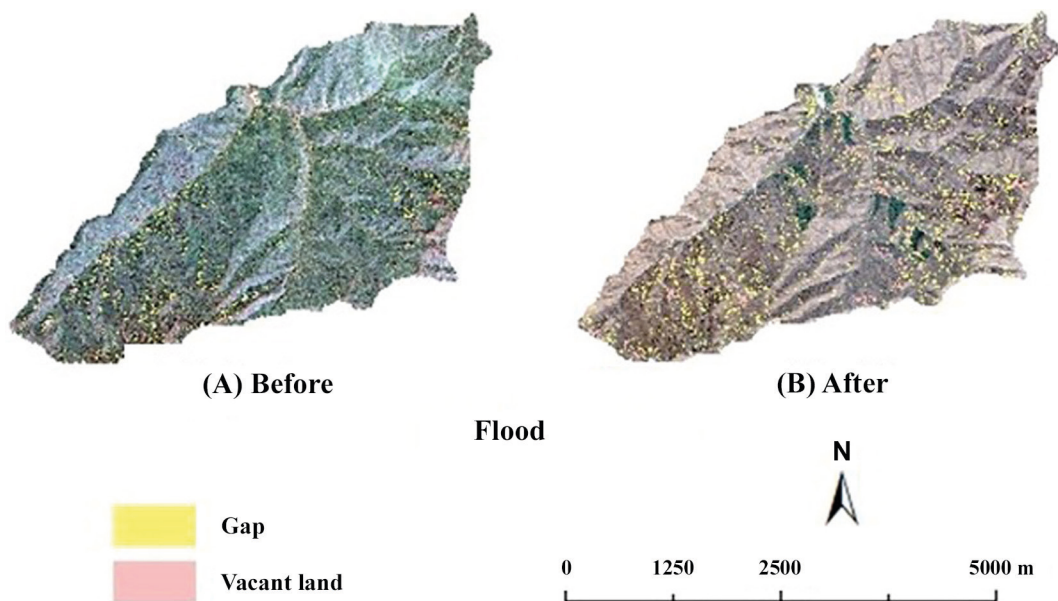 (A) Before
(B) After
Flood
N
Gap
Vacant land
0 1250 2500 5000 m